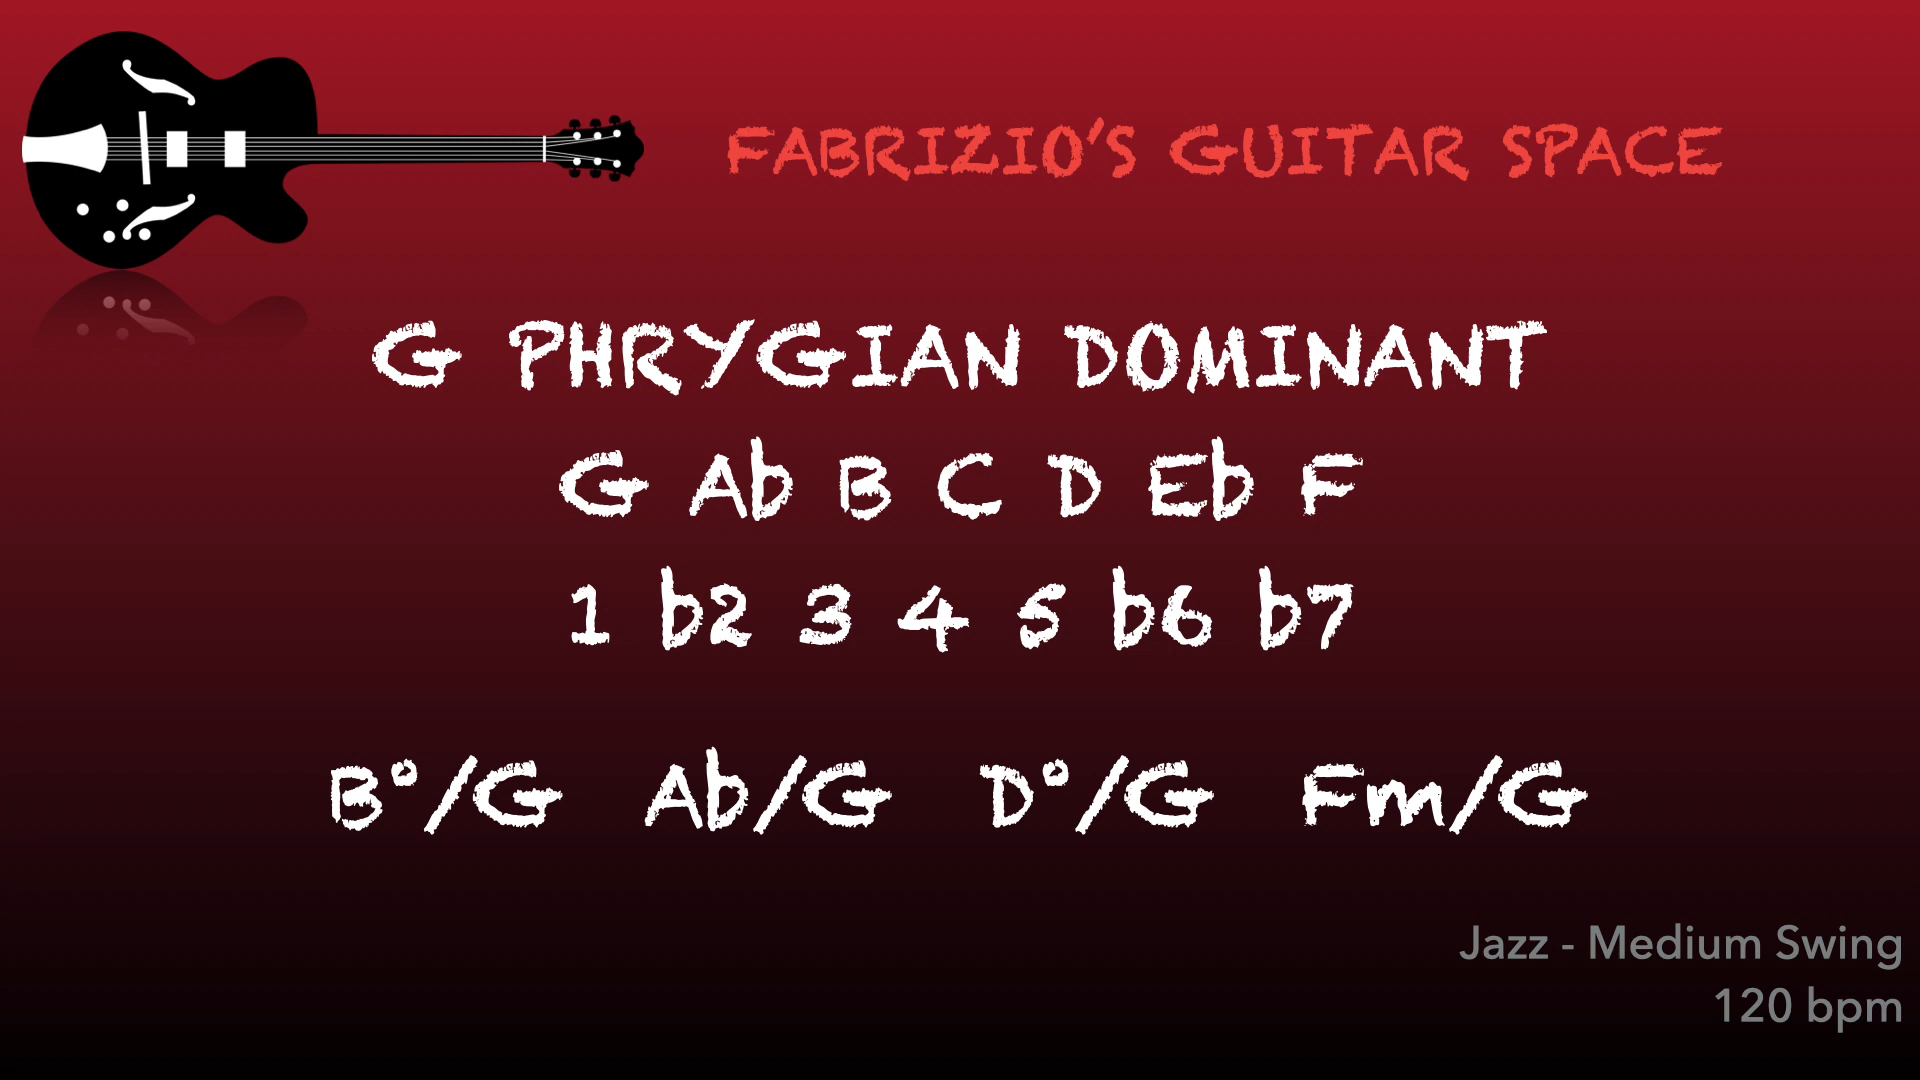 FABRIZIO'S GUITAR SPACE
G PHRYGIAN DOMINANT
G Ab B C D Eb F
1 b2 3 4 5 b6 b7
B°/G Ab/G D°/G Fm/G
Jazz - Medium Swing
120 bpm